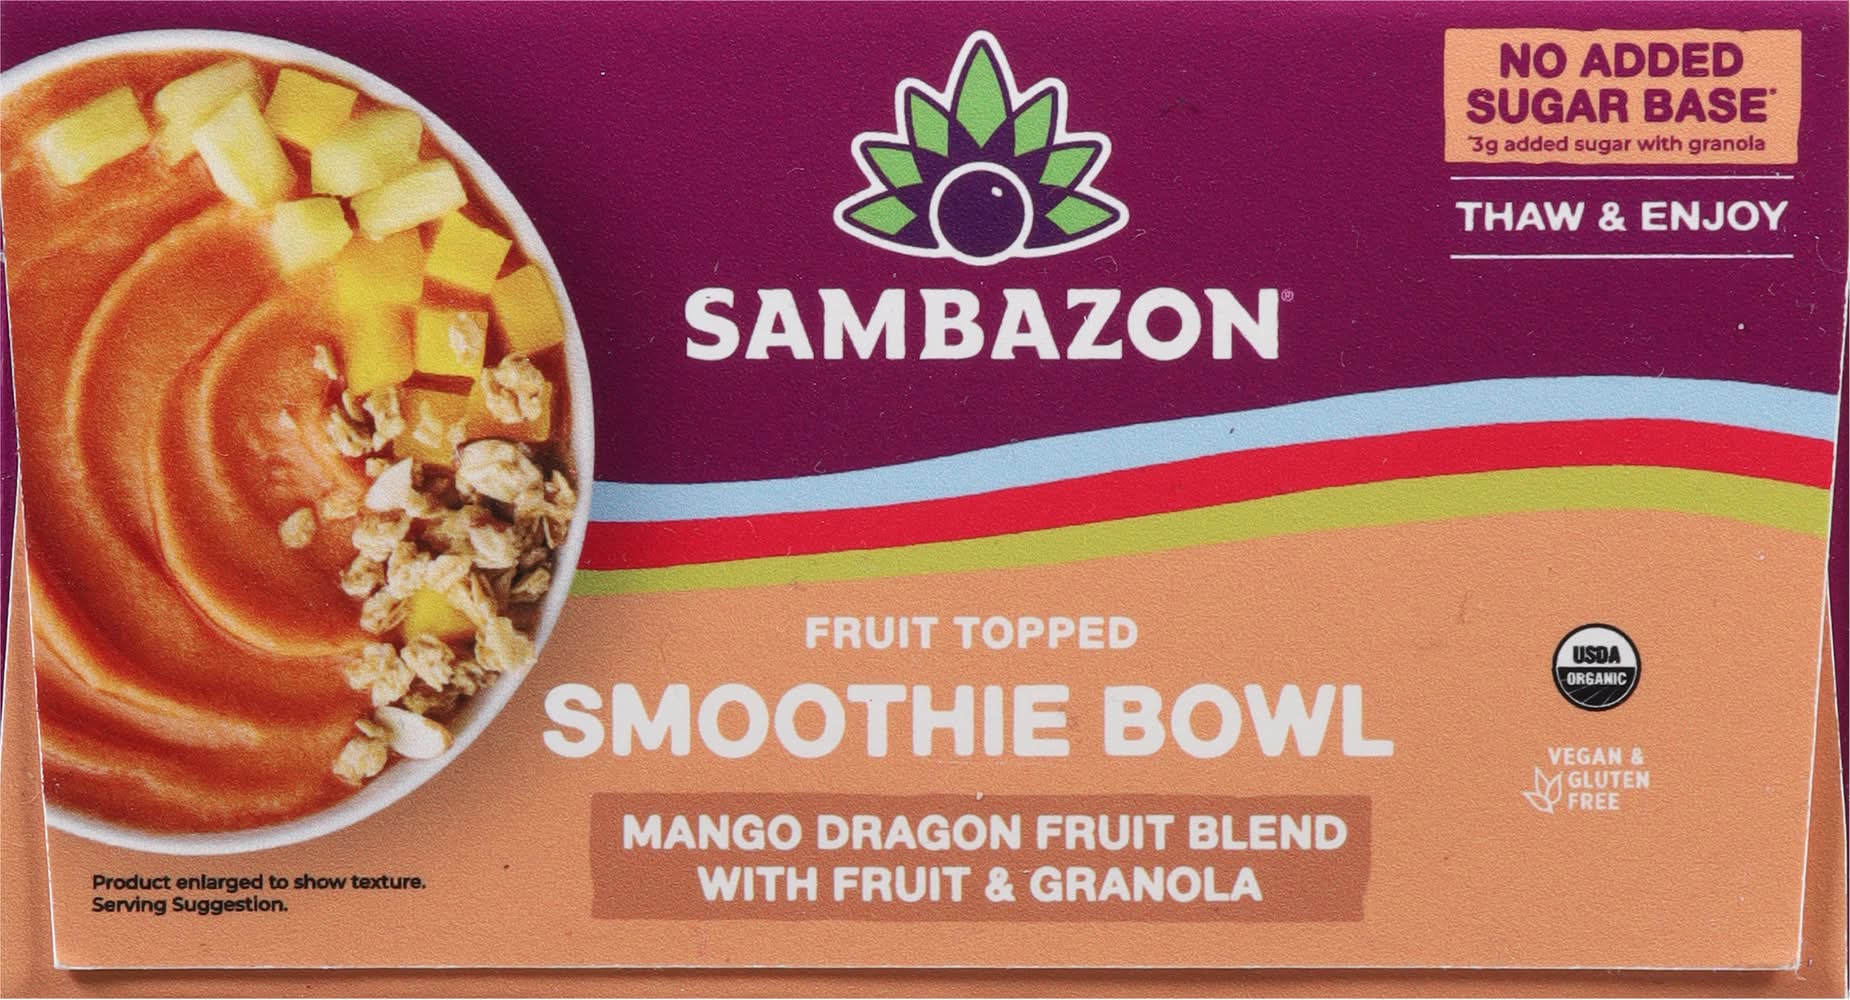 NO ADDED
SUGAR BASE*
*3g added sugar with granola
THAW & ENJOY
SAMBAZON®
FRUIT TOPPED
SMOOTHIE BOWL
MANGO DRAGON FRUIT BLEND
WITH FRUIT & GRANOLA
USDA
ORGANIC
VEGAN &
GLUTEN
FREE
Product enlarged to show texture.
Serving Suggestion.